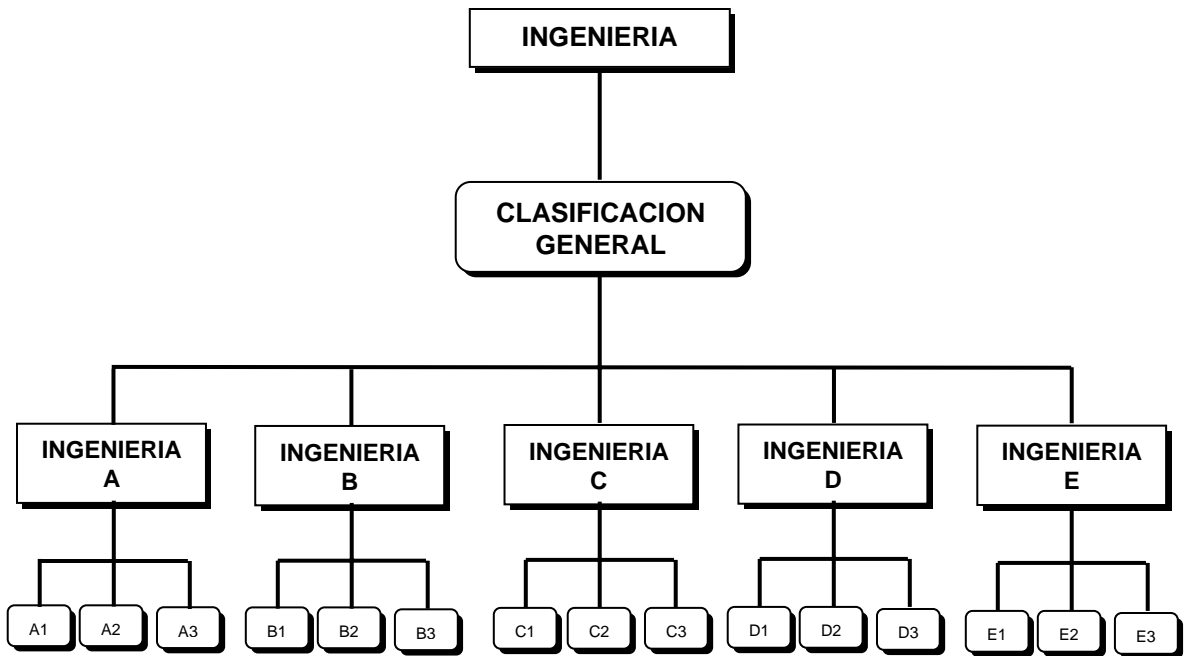 INGENIERIA
CLASIFICACION
GENERAL
INGENIERIA
A
INGENIERIA
B
INGENIERIA
C
INGENIERIA
D
INGENIERIA
E
A1
A2
A3
B1
B2
B3
C1
C2
C3
D1
D2
D3
E1
E2
E3